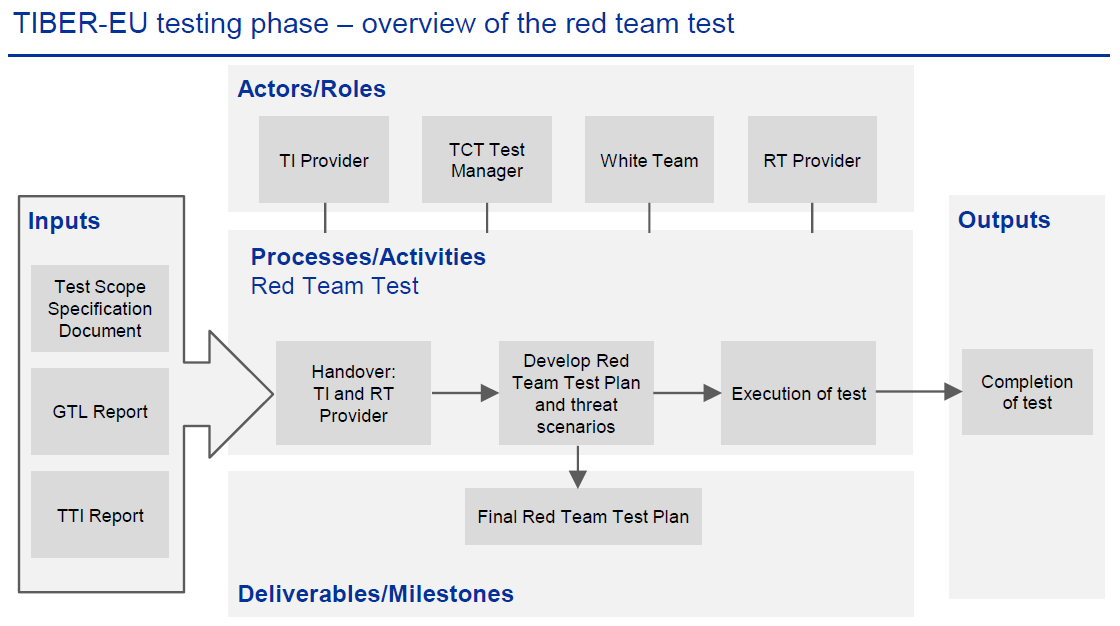 TIBER-EU testing phase – overview of the red team test
Actors/Roles
TI Provider
TCT Test
Manager
White Team
RT Provider
Inputs
Test Scope
Specification
Document
GTL Report
TTI Report
Processes/Activities
Red Team Test
Handover:
TI and RT
Provider
Develop Red
Team Test Plan
and threat
scenarios
Execution of test
Outputs
Completion
of test
Final Red Team Test Plan
Deliverables/Milestones